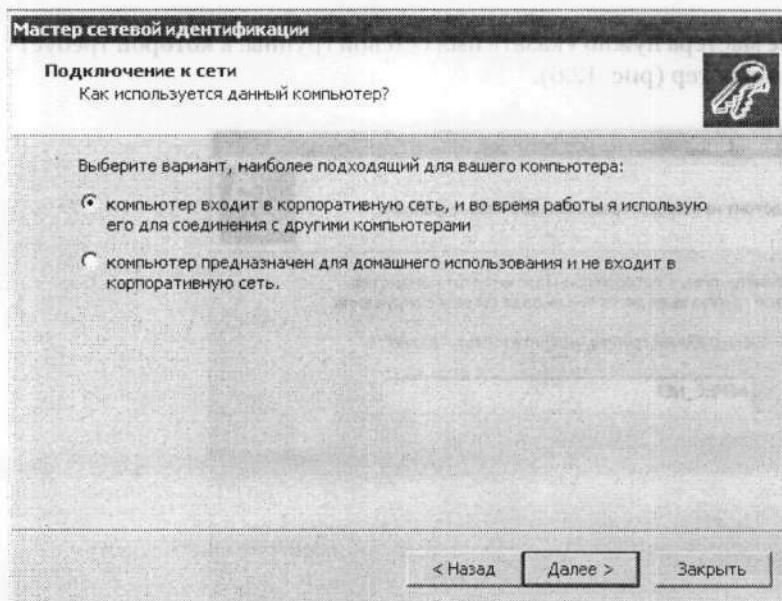 Мастер сетевой идентификации
Подключение к сети
Как используется данный компьютер?
Выберите вариант, наиболее подходящий для вашего компьютера:
компьютер входит в корпоративную сеть, и во время работы я использую
его для соединения с другими компьютерами
компьютер предназначен для домашнего использования и не входит в
корпоративную сеть.
< Назад
Далее >
Закрыть